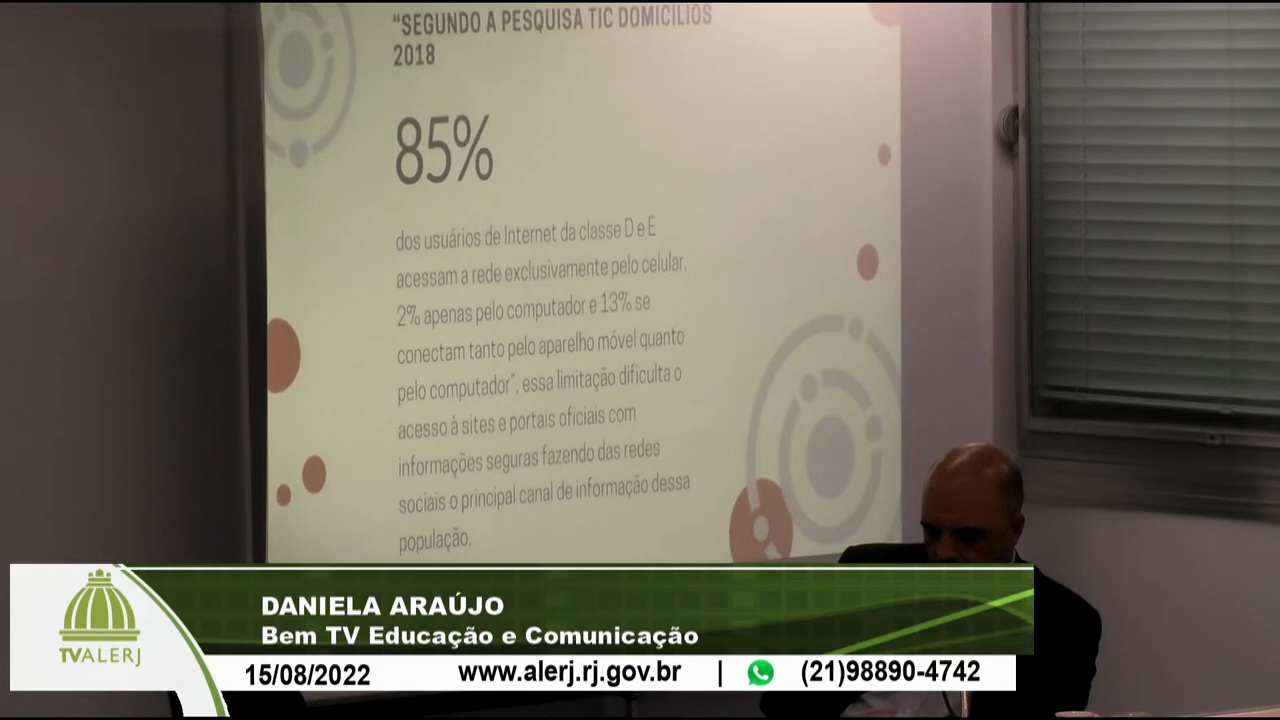 “SEGUNDO A PESQUISA TIC DOMICÍLIOS
2018
85%
dos usuários de Internet da classe D e E
acessam a rede exclusivamente pelo celular,
2% apenas pelo computador e 13% se
conectam tanto pelo aparelho móvel quanto
pelo computador”, essa limitação dificulta o
acesso à sites e portais oficiais com
informações seguras fazendo das redes
sociais o principal canal de informação dessa
população.
DANIELA ARAÚJO
Bem TV Educação e Comunicação
TVALERJ
15/08/2022 www.alerj.rj.gov.br | (21)98890-4742